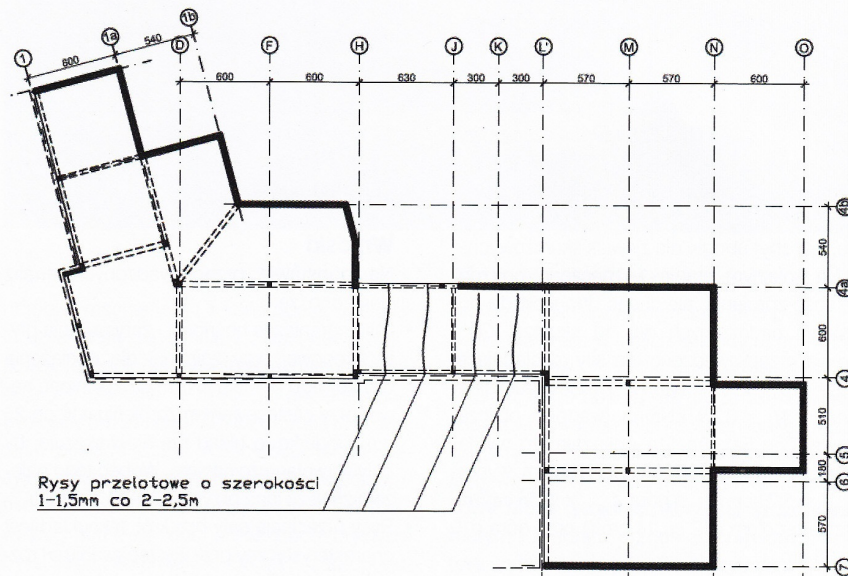 1
1a
1b
600
540
D
F
H
J
K
L'
M
N
O
600
600
630
300
300
570
570
600
4b
540
4a
600
4
510
5
180
6
570
7
Rysy przelotowe o szerokości
1-1,5mm co 2-2,5m